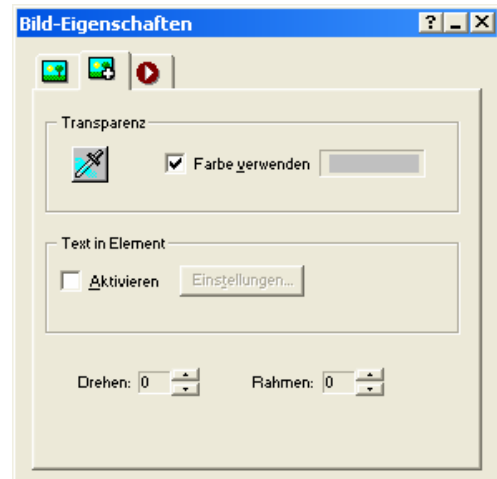 Bild-Eigenschaften
Transparenz
Farbe verwenden
Text in Element
Aktivieren Einstellungen...
Drehen: 0 Rahmen: 0